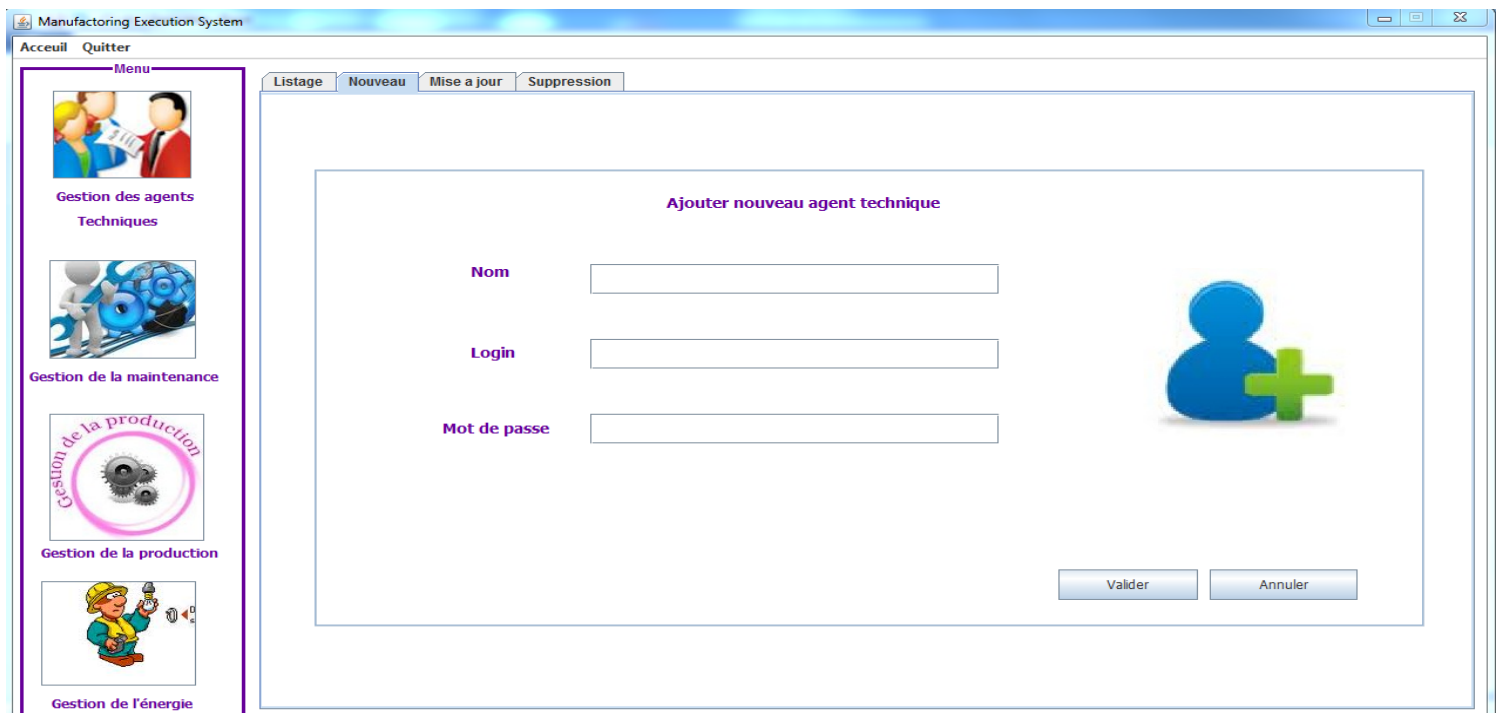 Manufactoring Execution System
Acceuil Quitter
Menu
Gestion des agents
Techniques
Gestion de la maintenance
Gestion de la production
Gestion de la production
Gestion de l'énergie
Listage Nouveau Mise a jour Suppression
Ajouter nouveau agent technique
Nom
Login
Mot de passe
Valider Annuler